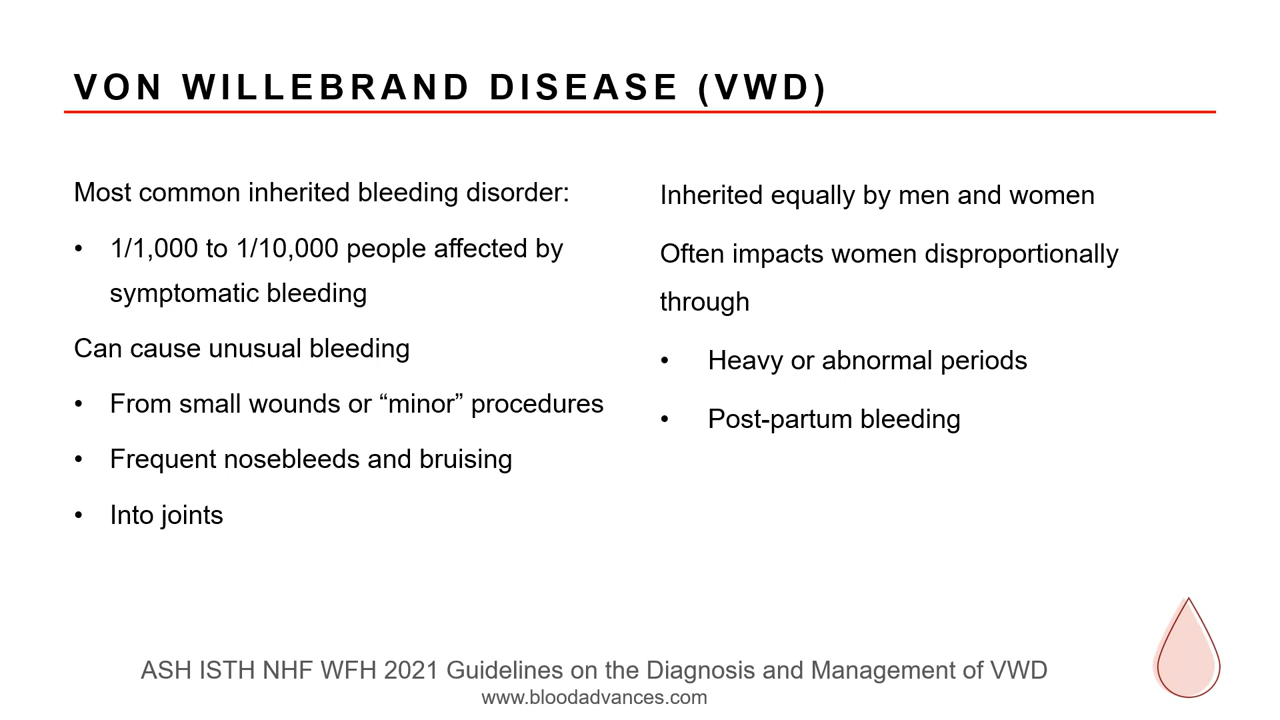 VON WILLEBRAND DISEASE (VWD)
Most common inherited bleeding disorder:
• 1/1,000 to 1/10,000 people affected by
symptomatic bleeding
Can cause unusual bleeding
• From small wounds or “minor” procedures
• Frequent nosebleeds and bruising
• Into joints
Inherited equally by men and women
Often impacts women disproportionally
through
• Heavy or abnormal periods
• Post-partum bleeding
ASH ISTH NHF WFH 2021 Guidelines on the Diagnosis and Management of VWD
www.bloodadvances.com